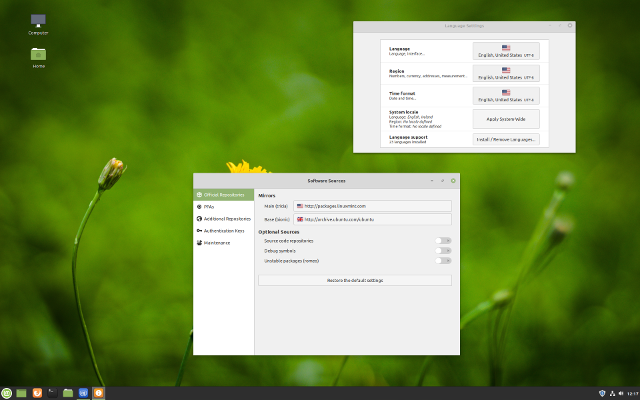 Computer
Home
Language Settings
Language
Language, interface...
English, United States UTF-8
Region
Numbers, currency, addresses, measurement...
English, United States UTF-8
Time format
Date and time...
English, United States UTF-8
System locale
Language: English, Ireland
Region: No locale defined
Time format: No locale defined
Apply System-Wide
Language support
Install / Remove Languages...
Software Sources
Official Repositories
PPAs
Additional Repositories
Authentication Keys
Maintenance
Mirrors
Main (tricia)
http://packages.linuxmint.com
Base (bionic)
http://archive.ubuntu.com/ubuntu
Optional Sources
Source code repositories
Debug symbols
Unstable packages (romeo)
Restore the default settings
12:17